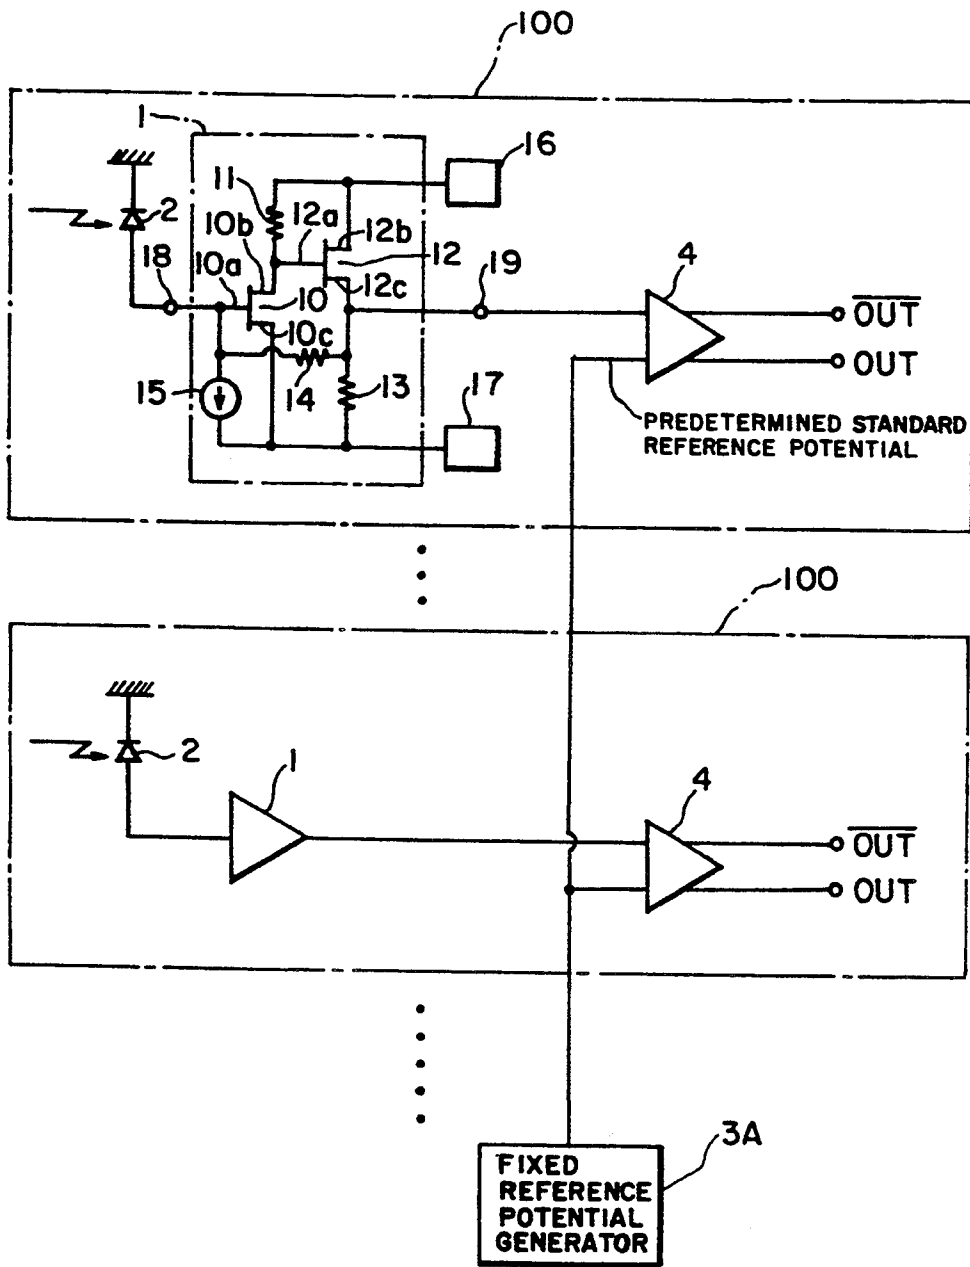 100
1
16
11
2
10b
12a
12b
12
18
10a
19
4
10
12c
OUT
10c
OUT
15
14
13
17
PREDETERMINED STANDARD
REFERENCE POTENTIAL
100
2
1
4
OUT
OUT
3A
FIXED
REFERENCE
POTENTIAL
GENERATOR